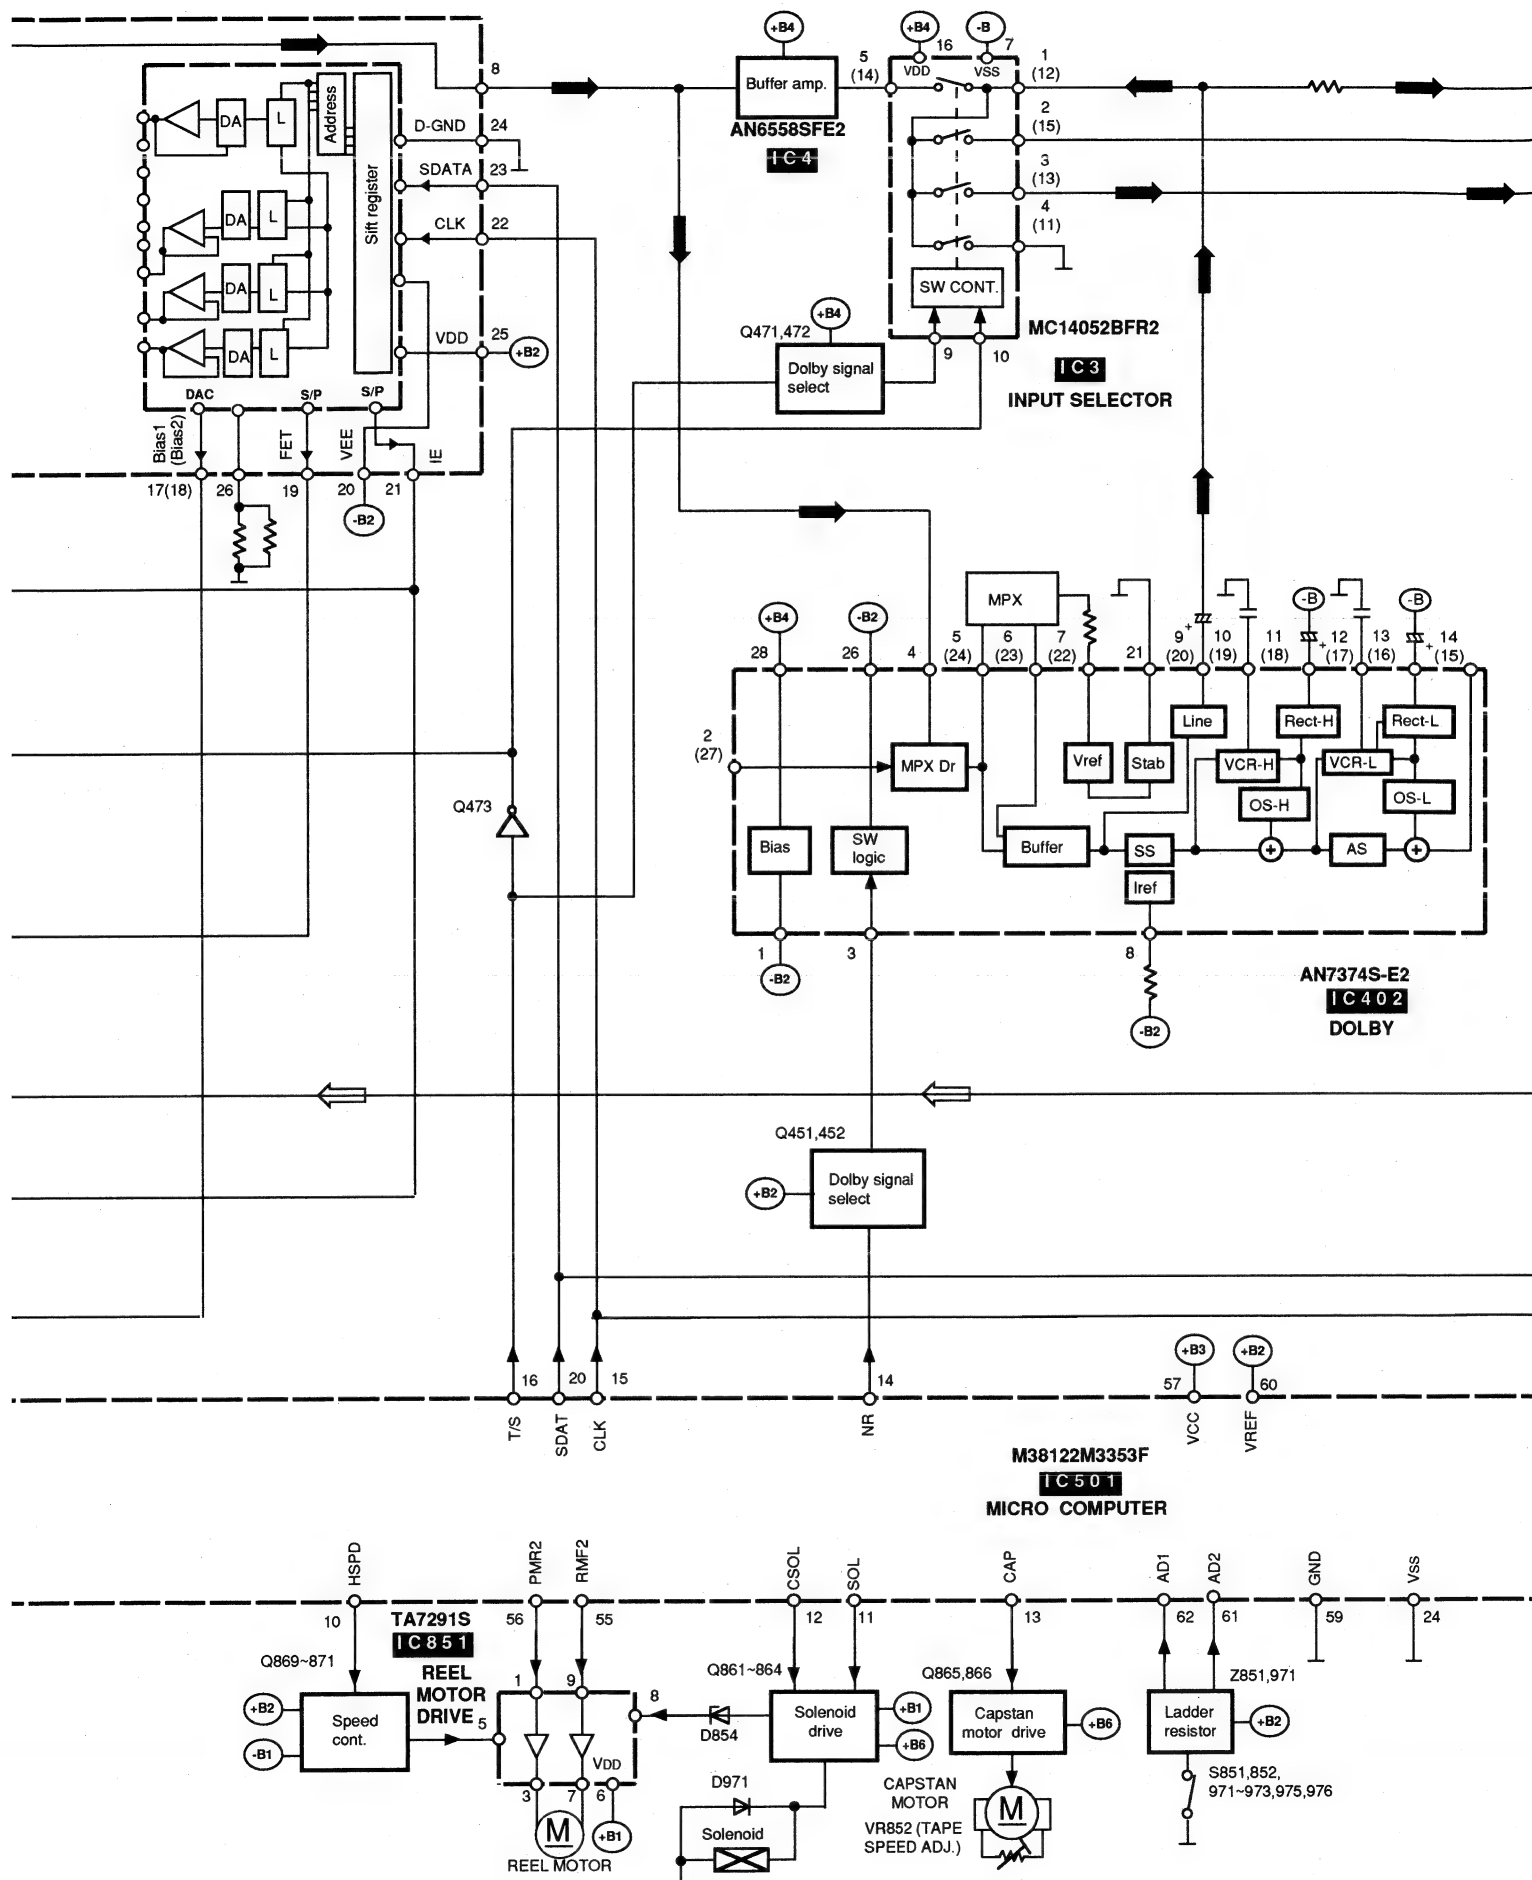 +B4
+B4
-B
8
5
(14)
16
7
1
(12)
VDD
VSS
Buffer amp.
AN6558SFE2
IC4
2
(15)
3
(13)
4
(11)
SW CONT.
MC14052BFR2
9
10
IC3
INPUT SELECTOR
DA
L
Address
Sift register
D-GND
24
SDATA
23
CLK
22
DA
L
DA
L
DA
L
VDD
25
+B2
DAC
S/P
S/P
Bias1
(Bias2)
FET
VEE
IE
17(18)
26
19
20
21
-B2
Q471,472
+B4
Dolby signal
select
MPX
+B4
-B2
-B
-B
28
26
4
5
(24)
6
(23)
7
(22)
21
9
(20)
+
10
(19)
11
(18)
+
12
(17)
13
(16)
+
14
(15)
2
(27)
MPX Dr
Vref
Stab
Line
Rect-H
Rect-L
VCR-H
VCR-L
OS-H
OS-L
Bias
SW
logic
Buffer
SS
+
AS
+
Iref
1
3
8
-B2
-B2
AN7374S-E2
IC402
DOLBY
Q473
Q451,452
+B2
Dolby signal
select
16
20
15
14
T/S
SDAT
CLK
NR
+B3
+B2
57
60
VCC
VREF
M38122M3353F
IC501
MICRO COMPUTER
HSPD
PMR2
RMF2
CSOL
SOL
CAP
AD1
AD2
GND
Vss
10
56
55
12
11
13
62
61
59
24
TA7291S
IC851
REEL
MOTOR
DRIVE
Q869~871
+B2
-B1
Speed
cont.
5
1
9
8
VDD
3
7
6
+B1
M
REEL MOTOR
Q861~864
D854
Solenoid
drive
+B1
+B6
D971
Solenoid
Q865,866
Capstan
motor drive
+B6
CAPSTAN
MOTOR
VR852 (TAPE
SPEED ADJ.)
M
Z851,971
Ladder
resistor
+B2
S851,852,
971~973,975,976